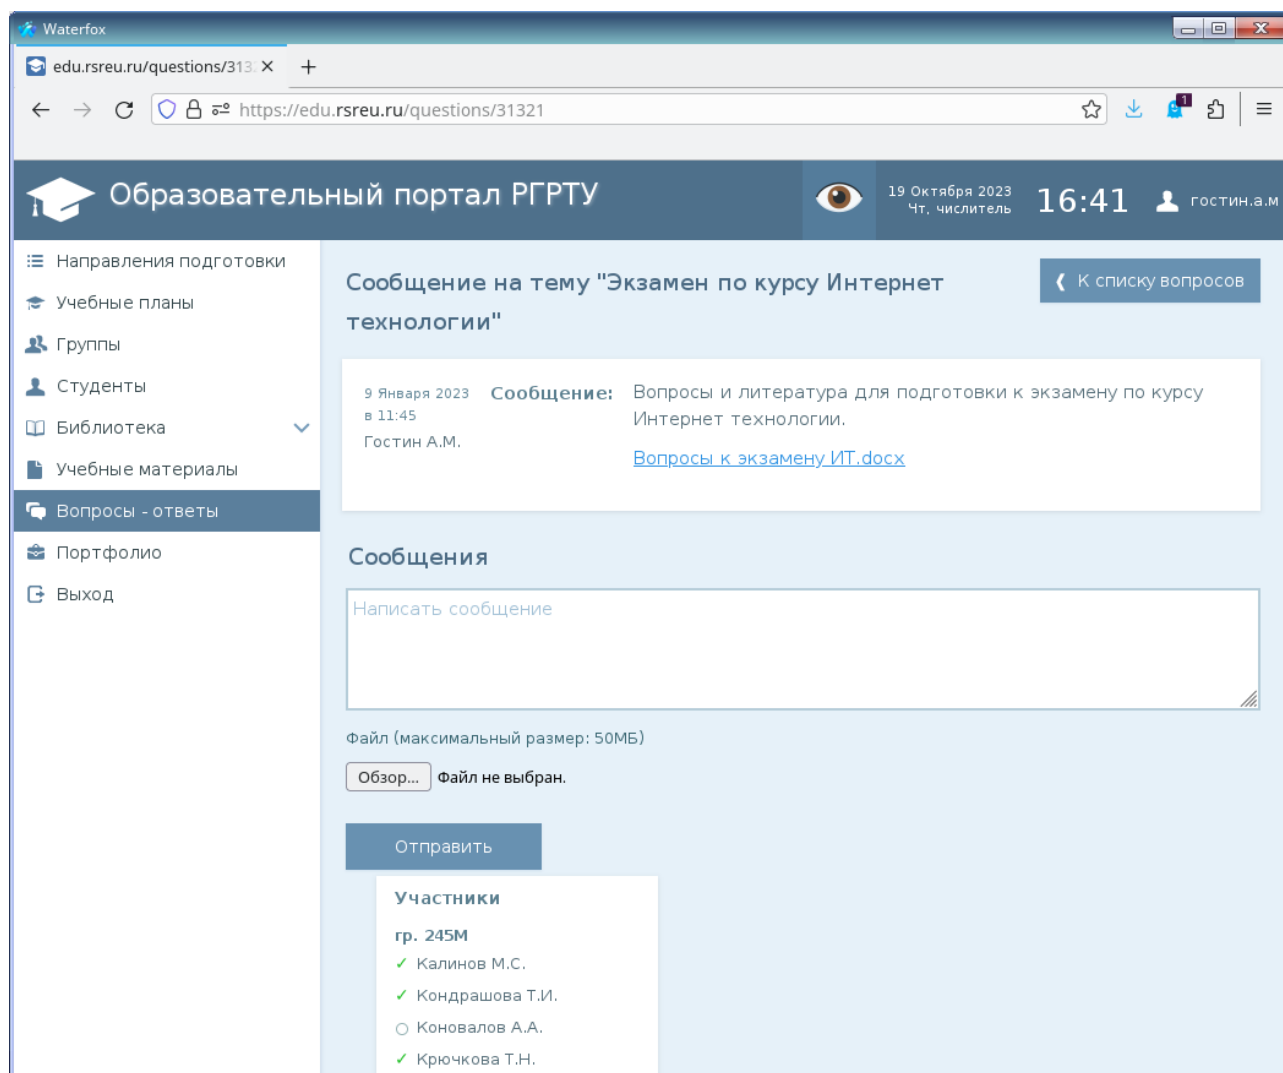 Waterfox
edu.rsreu.ru/questions/313
https://edu.rsreu.ru/questions/31321
1
Образовательный портал РГРТУ
19 Октября 2023
Чт, числитель
16:41
гостин.а.м
Направления подготовки
Учебные планы
Группы
Студенты
Библиотека
Учебные материалы
Вопросы - ответы
Портфолио
Выход
Сообщение на тему "Экзамен по курсу Интернет
технологии"
❰ К списку вопросов
9 Января 2023
в 11:45
Гостин А.М.
Сообщение:
Вопросы и литература для подготовки к экзамену по курсу
Интернет технологии.
Вопросы к экзамену ИТ.docx
Сообщения
Написать сообщение
Файл (максимальный размер: 50МБ)
Обзор... Файл не выбран.
Отправить
Участники
гр. 245М
✓ Калинов М.С.
✓ Кондрашова Т.И.
Коновалов А.А.
✓ Крючкова Т.Н.